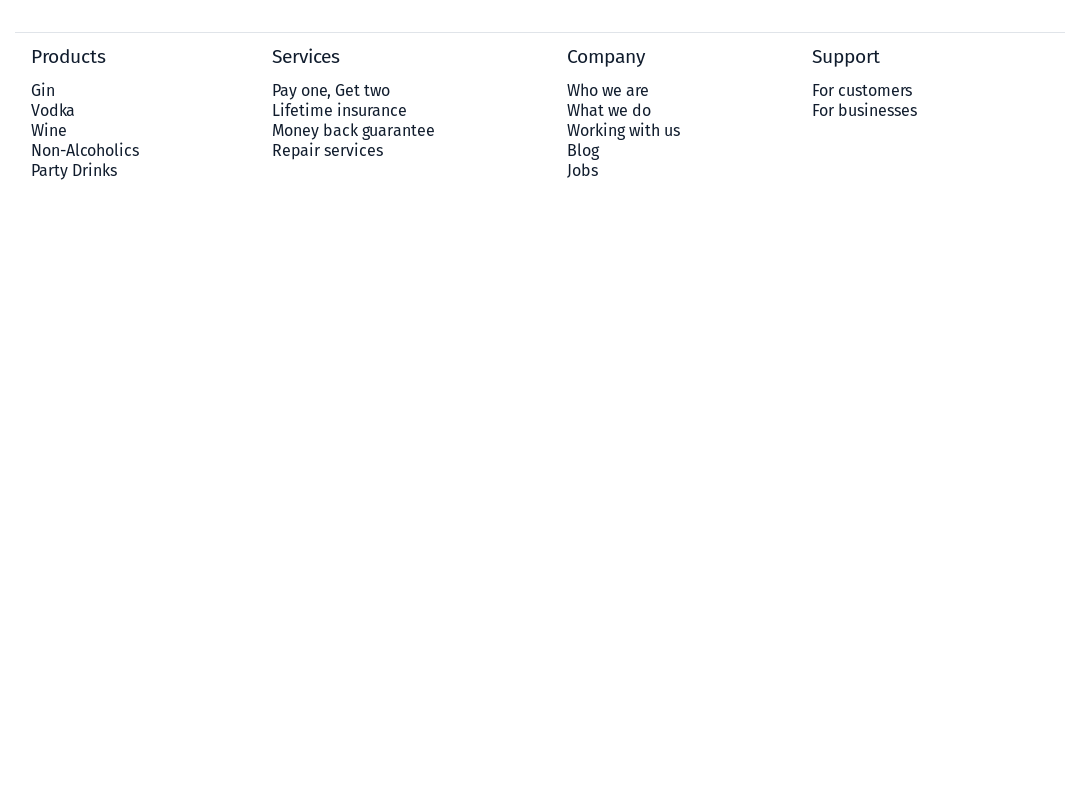 Products
Gin
Vodka
Wine
Non-Alcoholics
Party Drinks
Services
Pay one, Get two
Lifetime insurance
Money back guarantee
Repair services
Company
Who we are
What we do
Working with us
Blog
Jobs
Support
For customers
For businesses